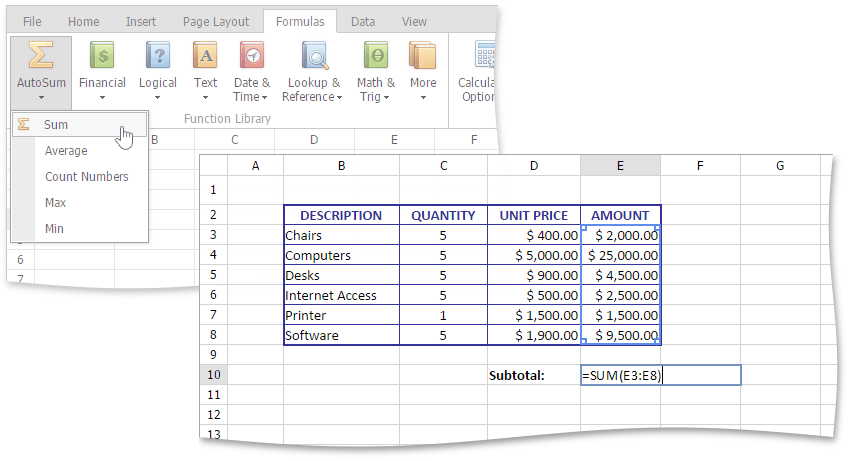 File Home Insert Page Layout Formulas Data View
AutoSum Financial Logical Text Date & Time Lookup & Reference Math & Trig More
Function Library
Sum
Average
Count Numbers
Max
Min
B C D E F
6
7
A B C D E F G
1
2 DESCRIPTION QUANTITY UNIT PRICE AMOUNT
3 Chairs 5 $ 400.00 $ 2,000.00
4 Computers 5 $ 5,000.00 $ 25,000.00
5 Desks 5 $ 900.00 $ 4,500.00
6 Internet Access 5 $ 500.00 $ 2,500.00
7 Printer 1 $ 1,500.00 $ 1,500.00
8 Software 5 $ 1,900.00 $ 9,500.00
9
10 Subtotal: =SUM(E3:E8)
11
12
13